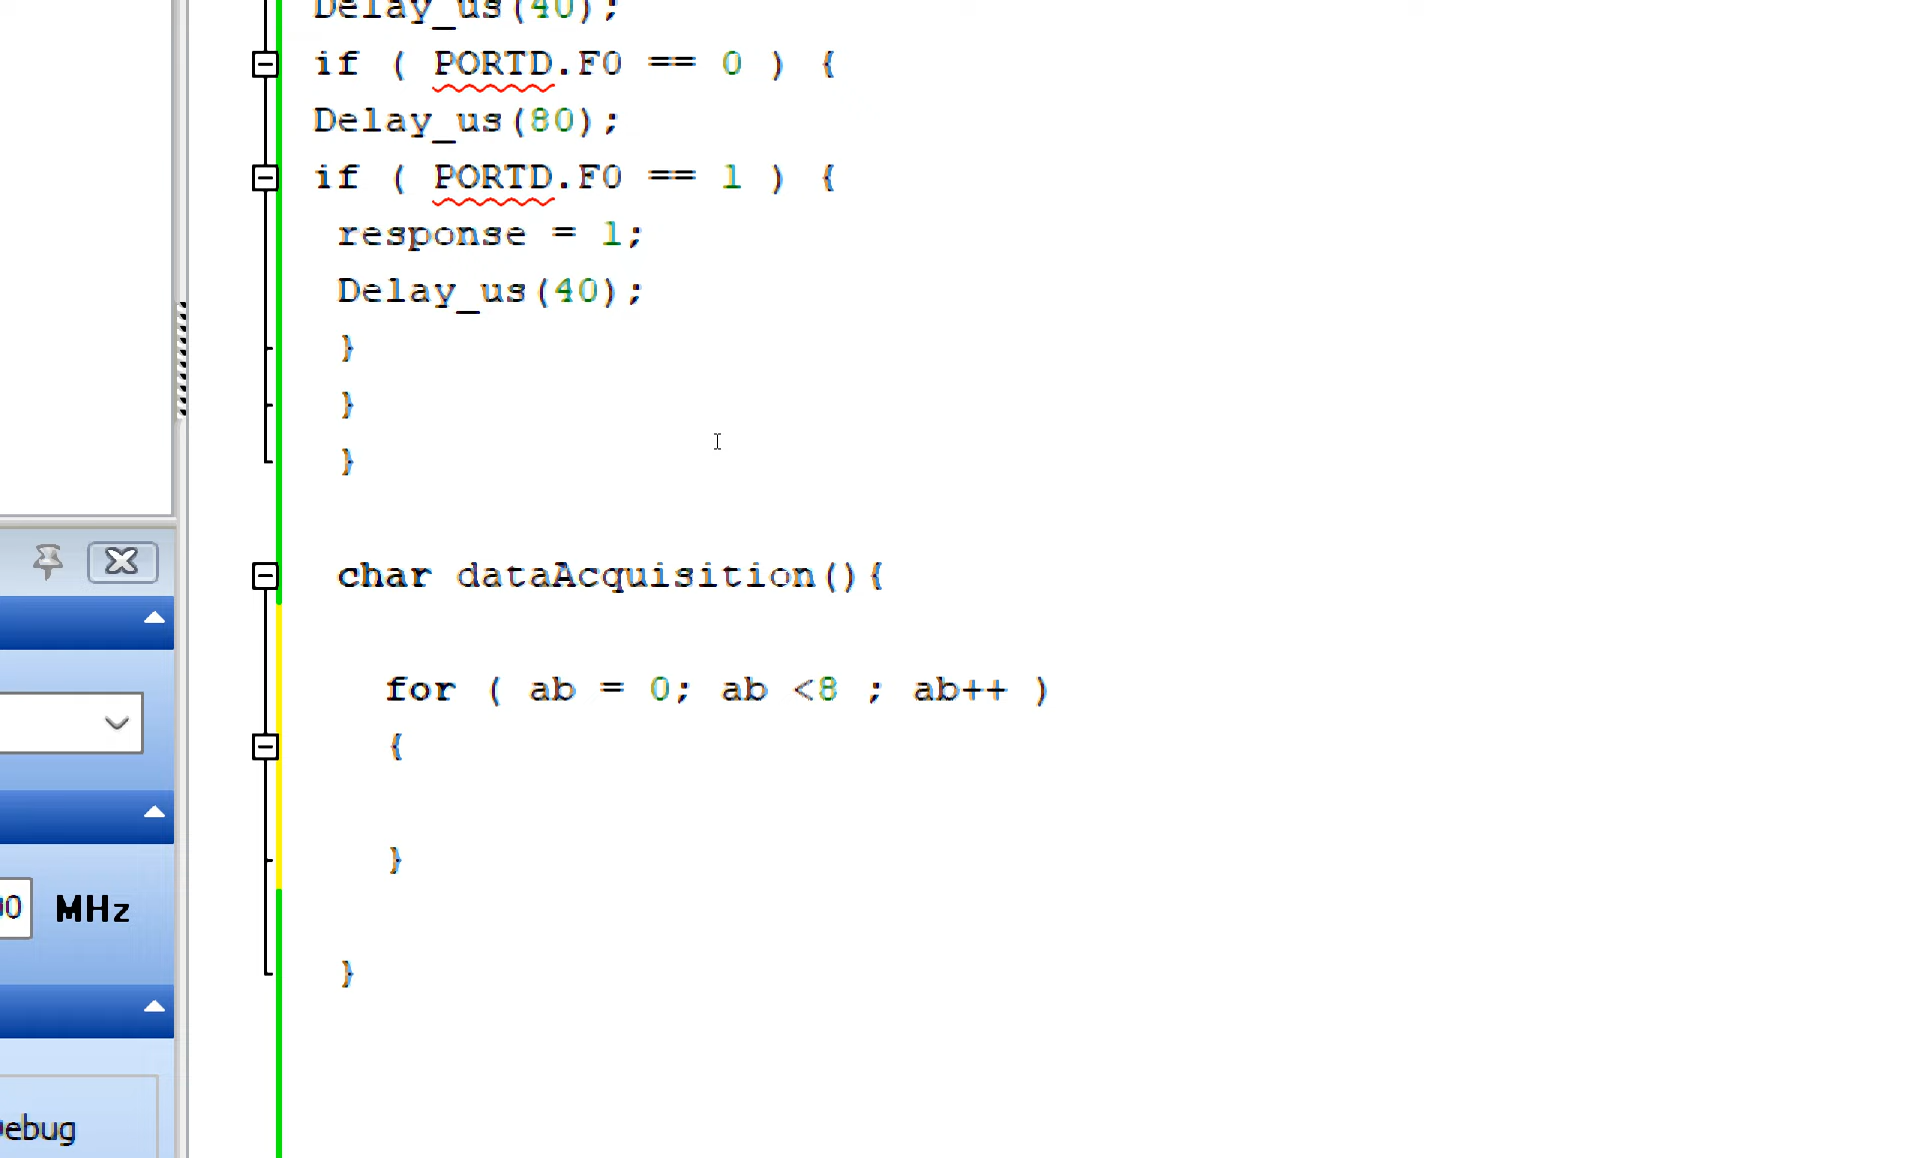 Delay_us(40);
if ( PORTD.F0 == 0 ) {
Delay_us(80);
if ( PORTD.F0 == 1 ) {
response = 1;
Delay_us(40);
}
}
}
char dataAcquisition(){
for ( ab = 0; ab <8 ; ab++ )
{
}
}
0 MHz
ebug